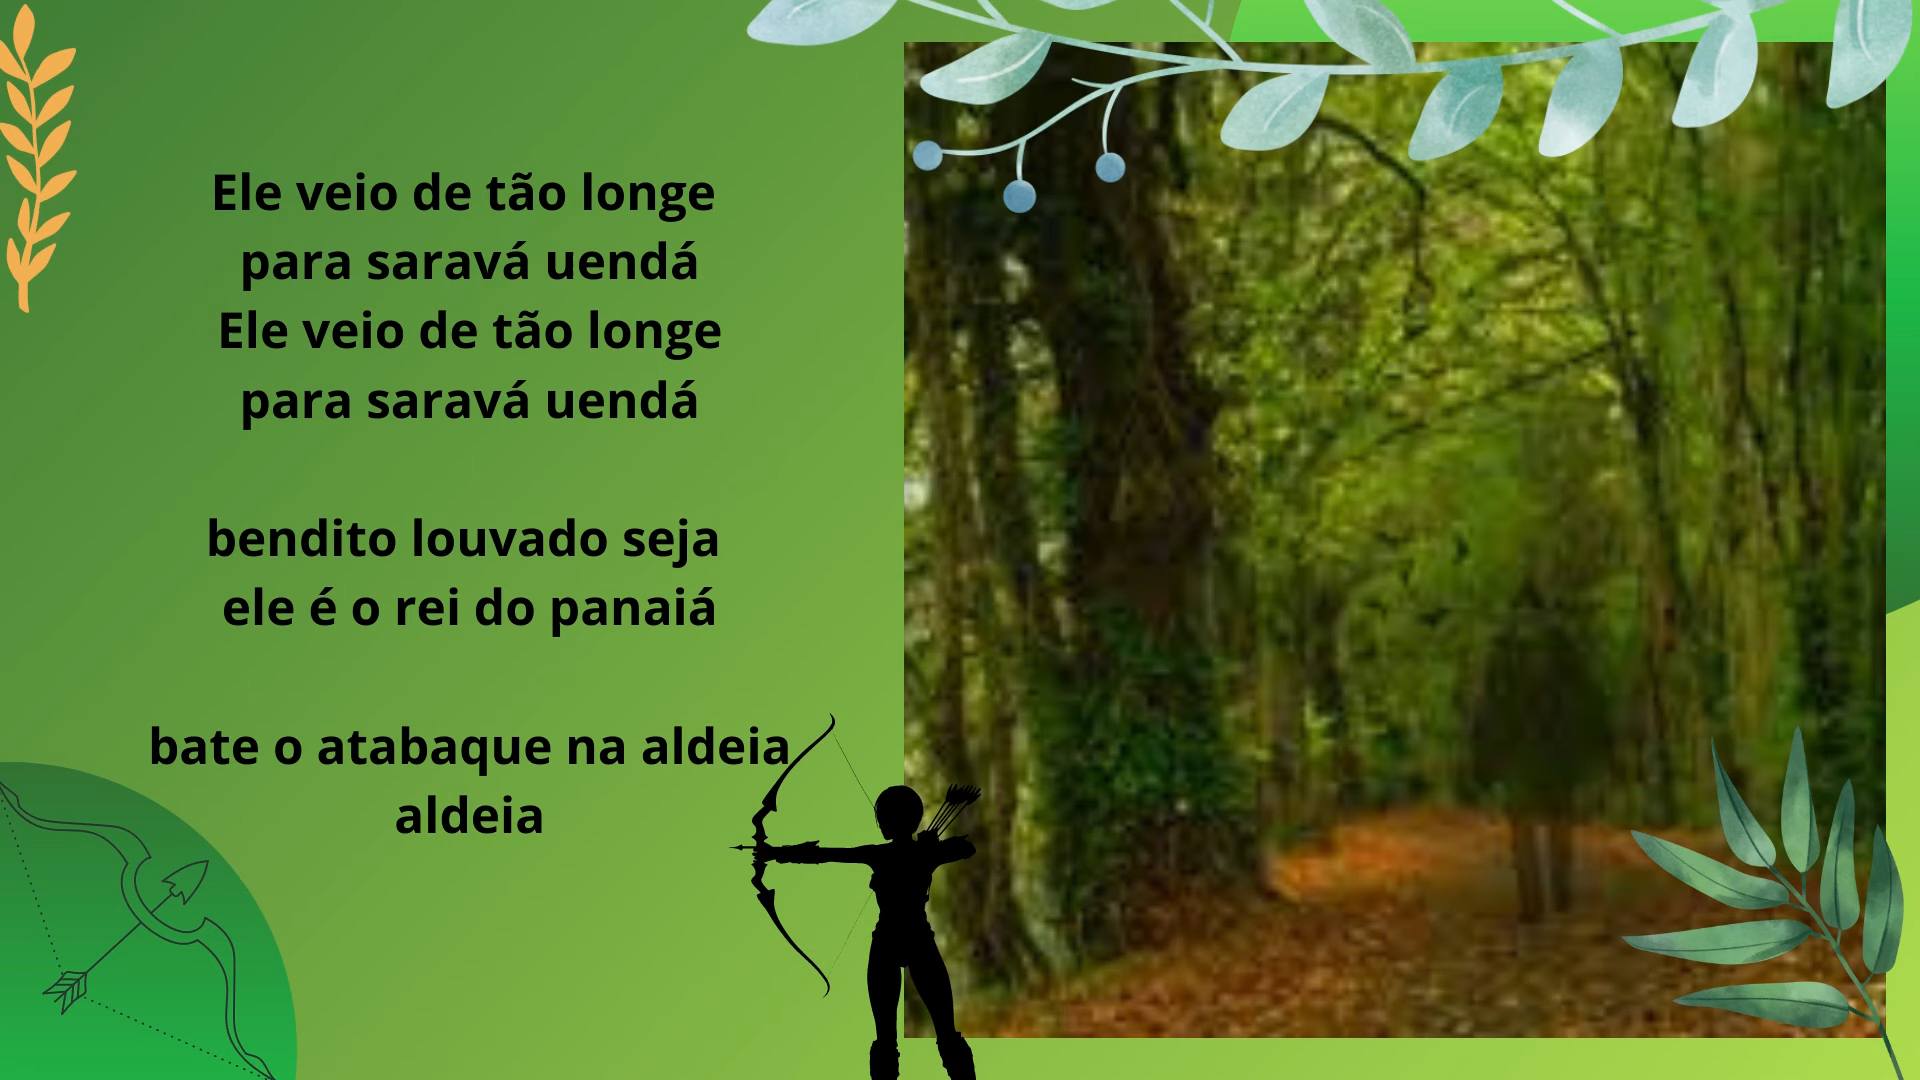 Ele veio de tão longe
para saravá uendá
Ele veio de tão longe
para saravá uendá
bendito louvado seja
ele é o rei do panaiá
bate o atabaque na aldeia
aldeia